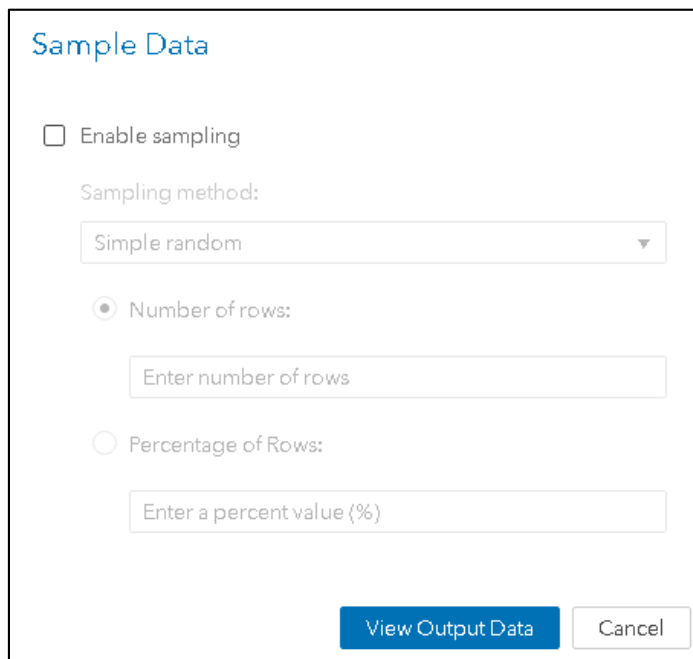 Sample Data
Enable sampling
Sampling method:
Simple random
Number of rows:
Enter number of rows
Percentage of Rows:
Enter a percent value (%)
View Output Data
Cancel